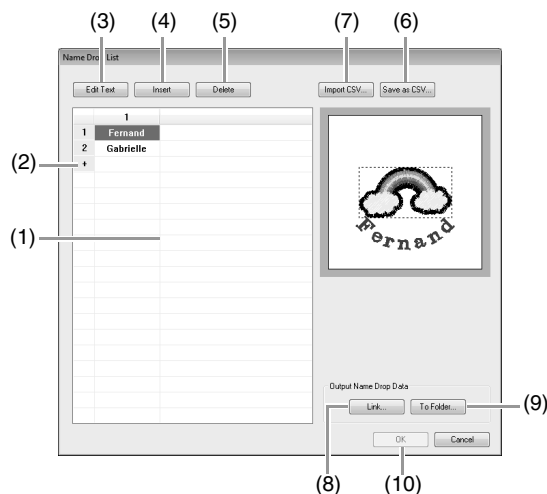 (3) (4) (5) (7) (6)
Name Drop List
Edit Text Insert Delete Import CSV... Save as CSV...
1
1 Fernand
2 Gabrielle
(2) +
(1)
Fernand
Output Name Drop Data
Link... To Folder... (9)
OK Cancel
(8) (10)